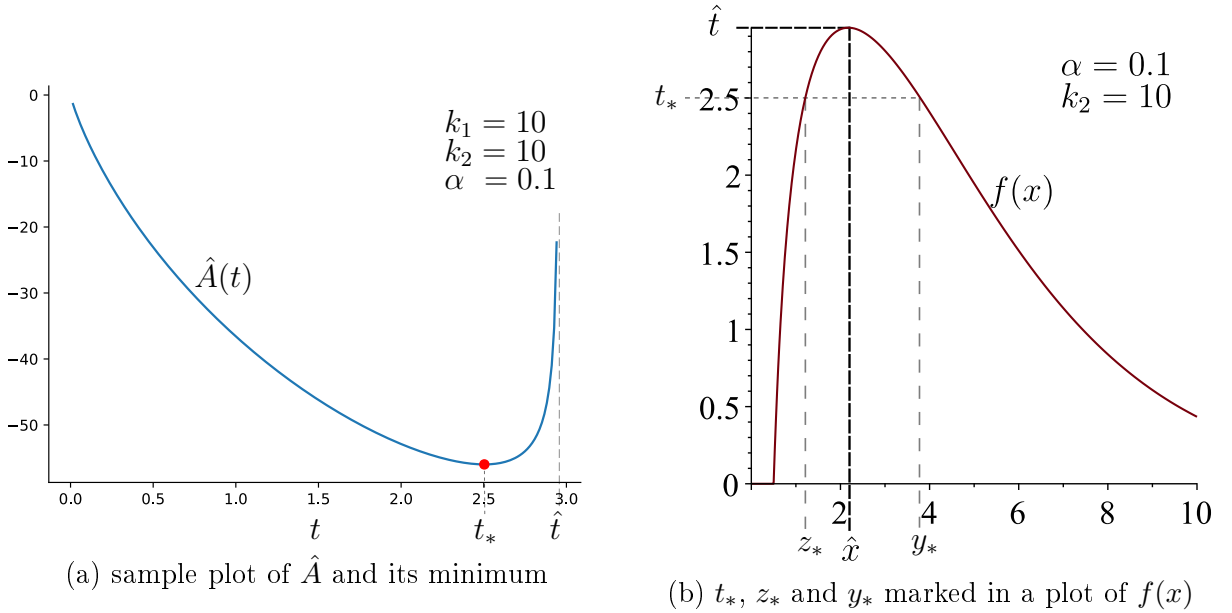 0
−10
−20
−30
−40
−50
0.0 0.5 1.0 1.5 2.0 2.5 3.0
k₁ = 10
k₂ = 10
α = 0.1
Â(t)
t t* t̂
(a) sample plot of Â and its minimum
t̂
t*
2.5
2
1.5
1
0.5
0
2 4 6 8 10
α = 0.1
k₂ = 10
f(x)
z* x̂ y*
(b) t*, z* and y* marked in a plot of f(x)